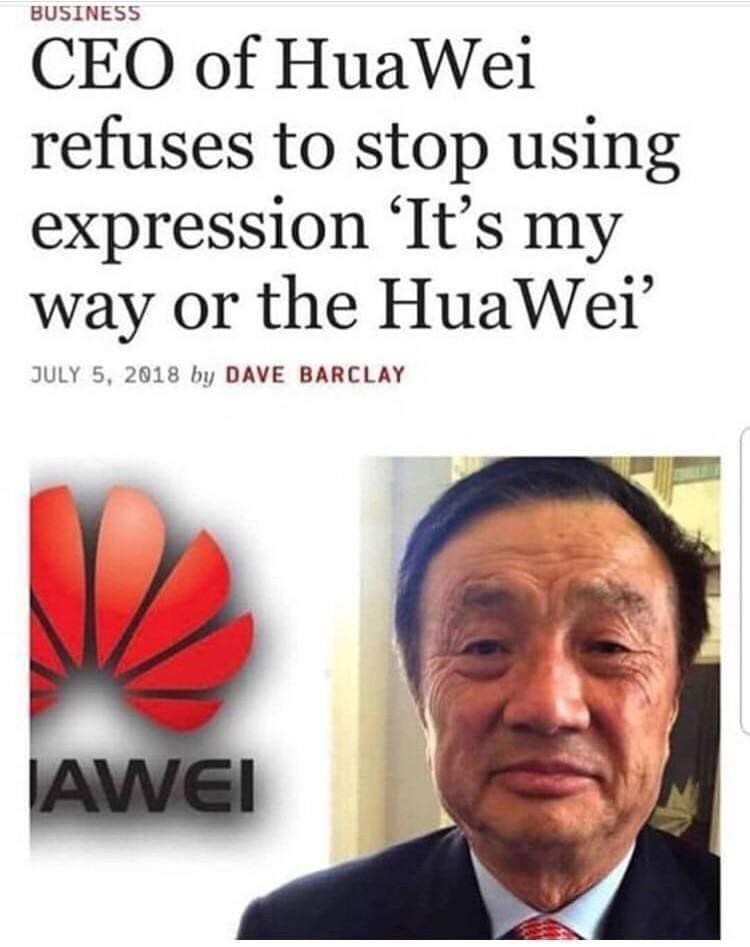 BUSINESS
CEO of HuaWei
refuses to stop using
expression ‘It’s my
way or the HuaWei’
JULY 5, 2018 by DAVE BARCLAY
AWEI